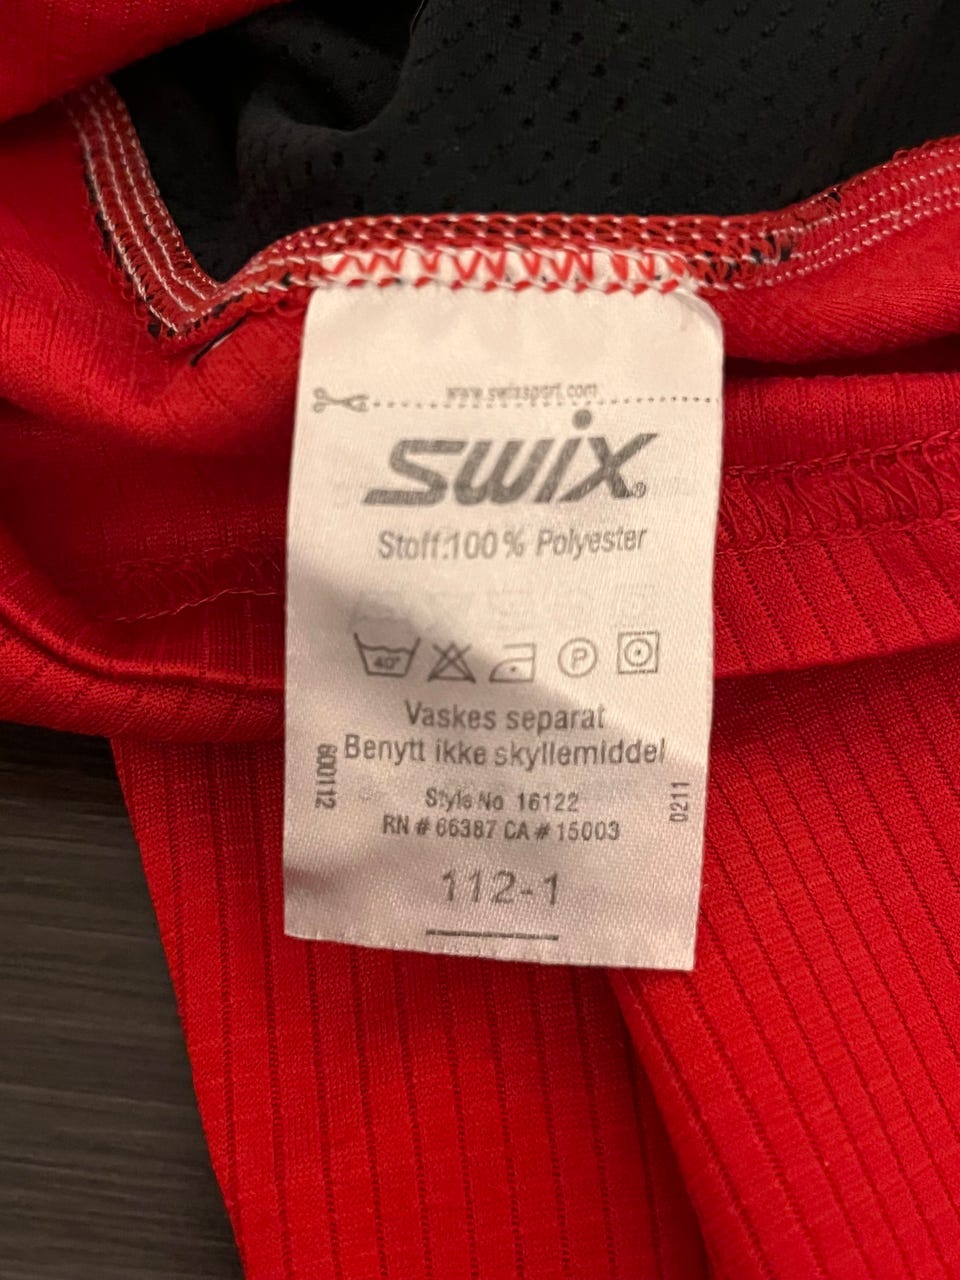 www.swixsport.com
swix®
Stoff:100% Polyester
40°
P
Vaskes separat
Benytt ikke skyllemiddel
600112
0211
Style No 16122
RN # 66387 CA # 15003
112-1